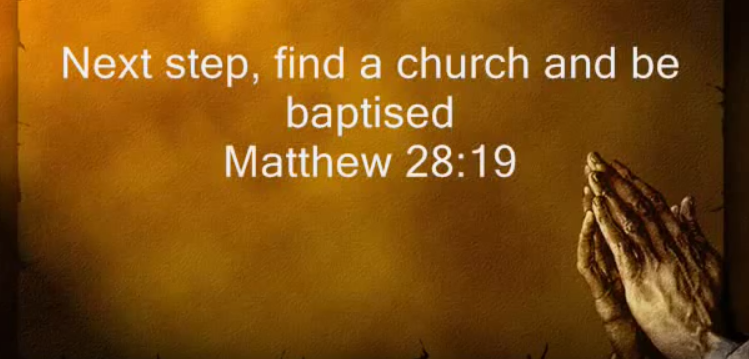 Next step, find a church and be
baptised
Matthew 28:19